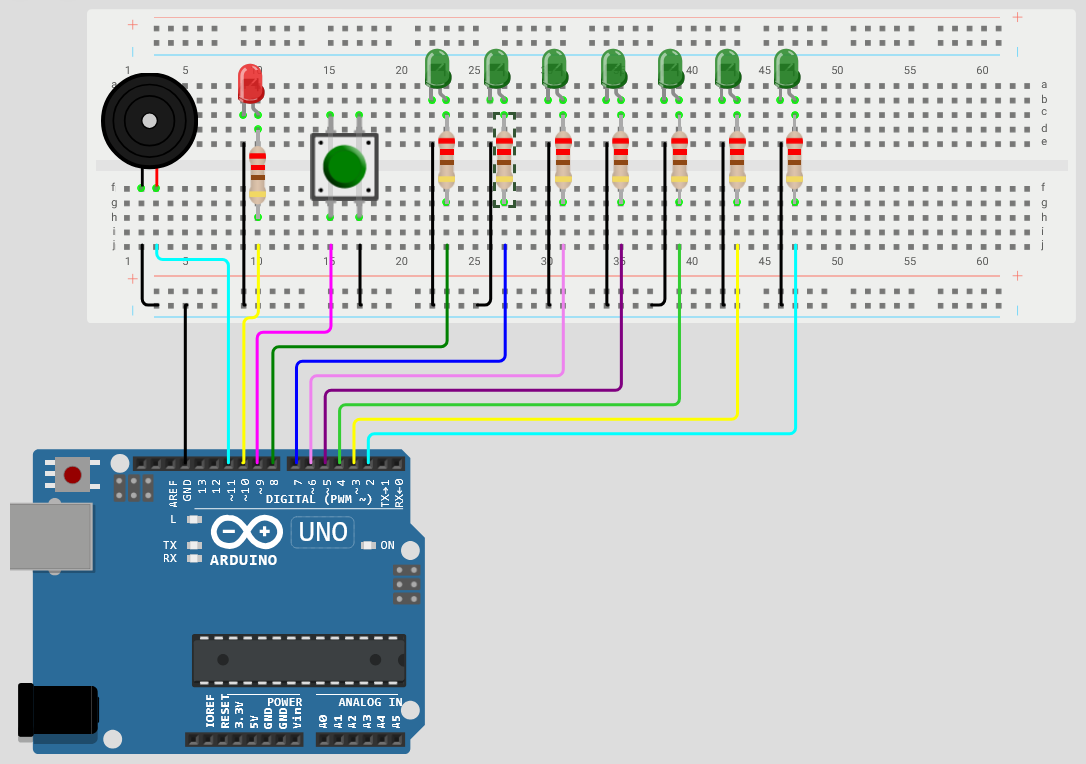 1 5 10 15 20 25 30 35 40 45 50 55 60
a a
b
c c
d d
e e
f f
g g
h h
i i
j j
1 5 10 15 20 25 30 35 40 45 50 55 60
AREF GND 13 12 ~11 ~10 ~9 8 7 ~6 ~5 4 ~3 2 TX→1 RX←0
DIGITAL (PWM ~)
L
UNO
TX ON
RX ARDUINO
POWER ANALOG IN
IOREF RESET 3.3V 5V GND GND Vin A0 A1 A2 A3 A4 A5